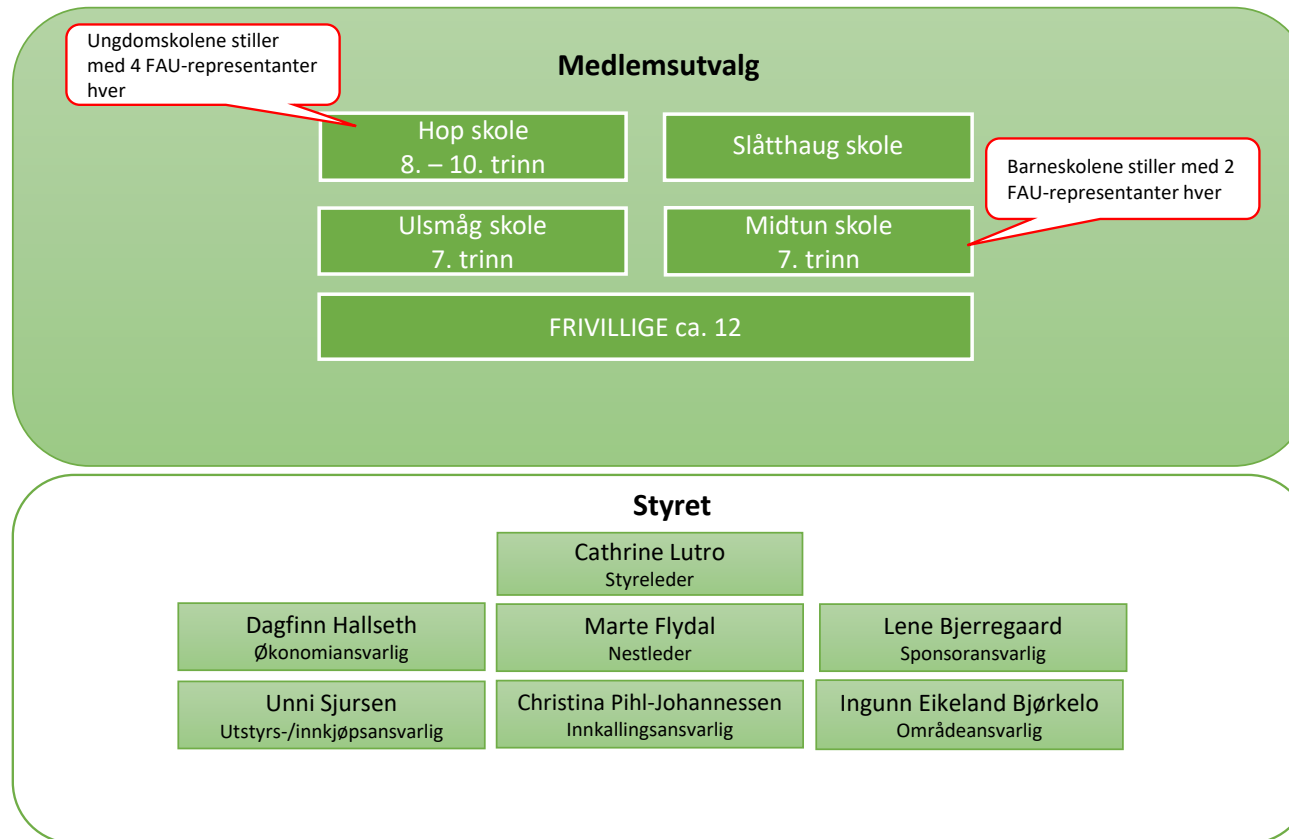 Ungdomskolene stiller
med 4 FAU-representanter
hver
Medlemsutvalg
Hop skole
8. – 10. trinn
Slåtthaug skole
Barneskolene stiller med 2
FAU-representanter hver
Ulsmåg skole
7. trinn
Midtun skole
7. trinn
FRIVILLIGE ca. 12
Styret
Cathrine Lutro
Styreleder
Dagfinn Hallseth
Økonomiansvarlig
Marte Flydal
Nestleder
Lene Bjerregaard
Sponsoransvarlig
Unni Sjursen
Utstyrs-/innkjøpsansvarlig
Christina Pihl-Johannessen
Innkallingsansvarlig
Ingunn Eikeland Bjørkelo
Områdeansvarlig